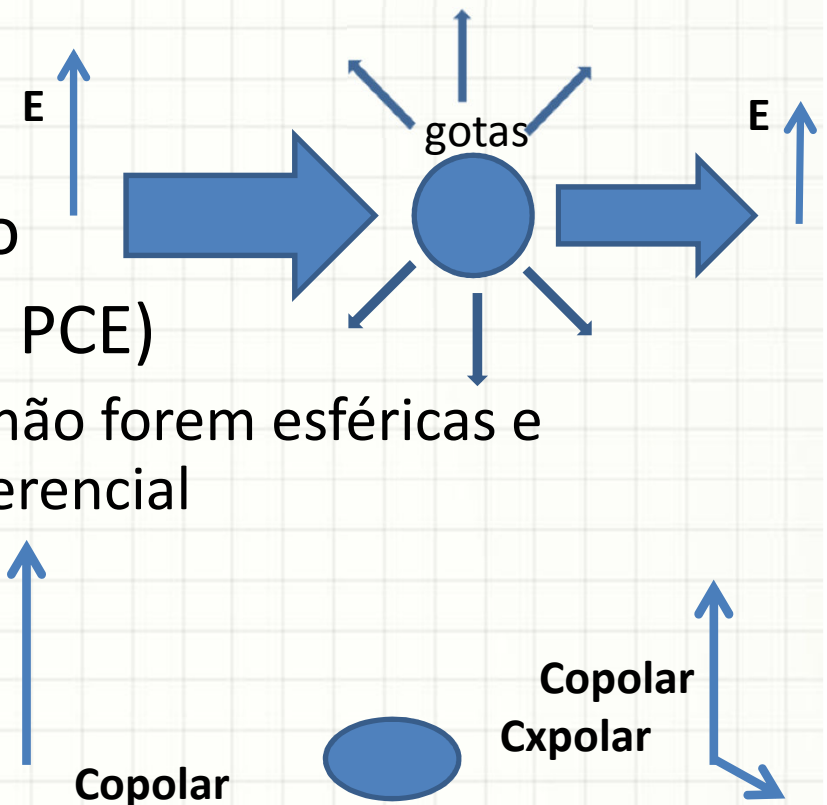 E
gotas
E
o
PCE)
não forem esféricas e
erencial
Copolar
Cxpolar
Copolar